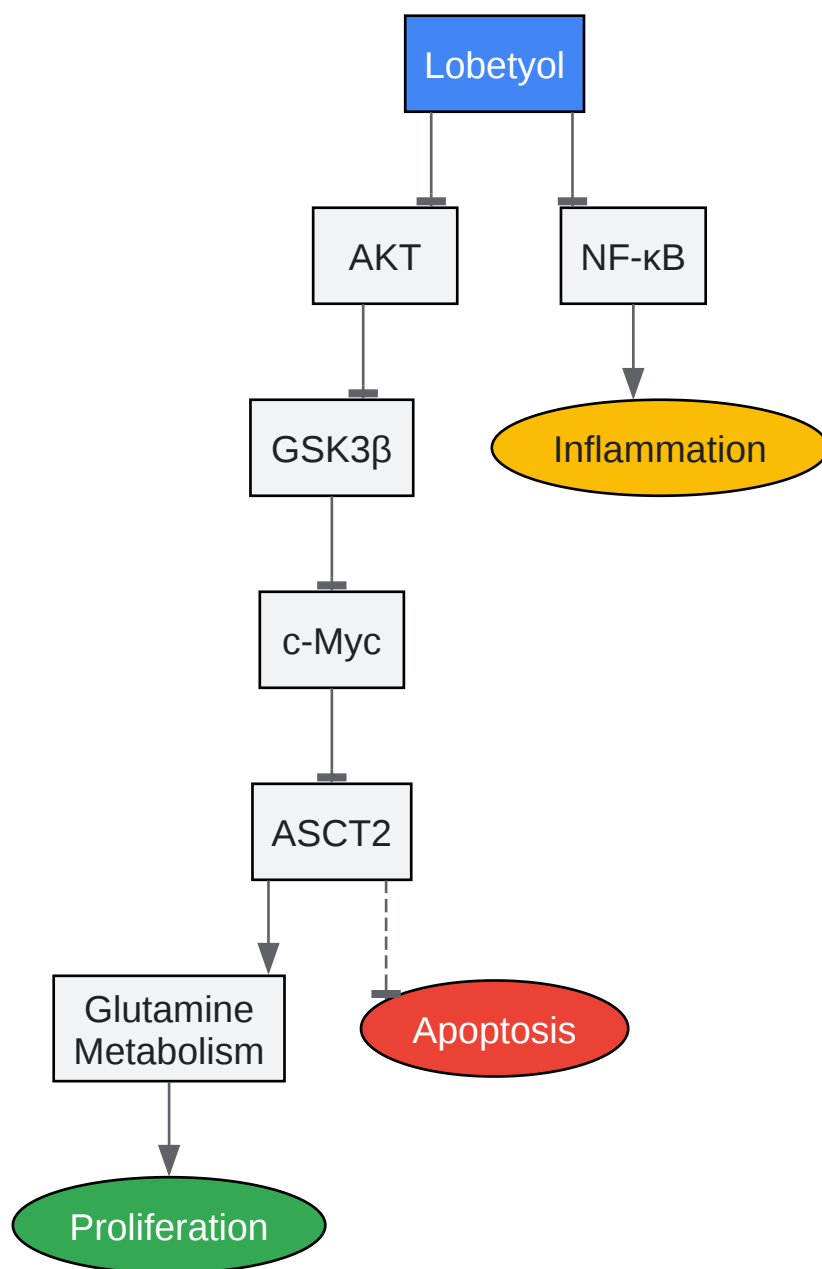 Lobetyol
AKT
NF-κB
GSK3β
Inflammation
c-Myc
ASCT2
Glutamine
Metabolism
Apoptosis
Proliferation